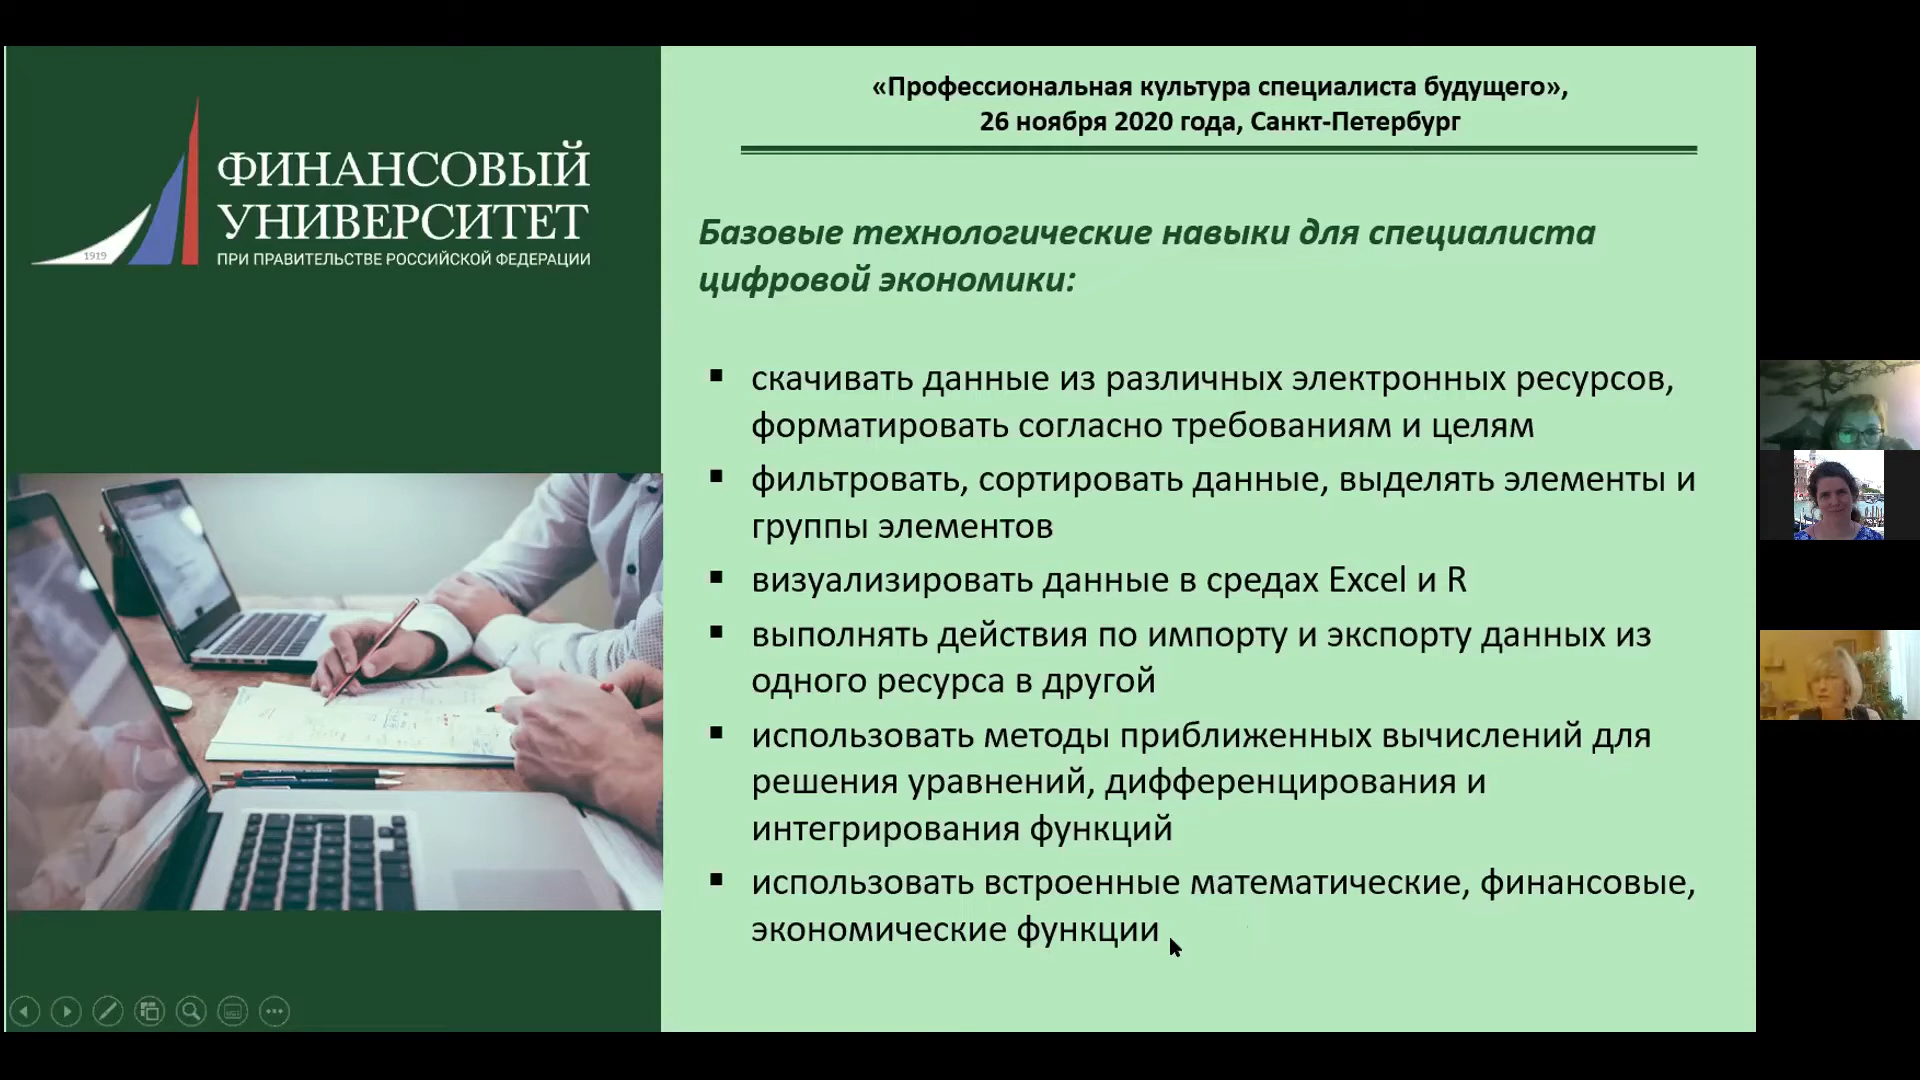 ФИНАНСОВЫЙ
УНИВЕРСИТЕТ
ПРИ ПРАВИТЕЛЬСТВЕ РОССИЙСКОЙ ФЕДЕРАЦИИ
1919
«Профессиональная культура специалиста будущего»,
26 ноября 2020 года, Санкт-Петербург
Базовые технологические навыки для специалиста
цифровой экономики:
▪ скачивать данные из различных электронных ресурсов,
форматировать согласно требованиям и целям
▪ фильтровать, сортировать данные, выделять элементы и
группы элементов
▪ визуализировать данные в средах Excel и R
▪ выполнять действия по импорту и экспорту данных из
одного ресурса в другой
▪ использовать методы приближенных вычислений для
решения уравнений, дифференцирования и
интегрирования функций
▪ использовать встроенные математические, финансовые,
экономические функции